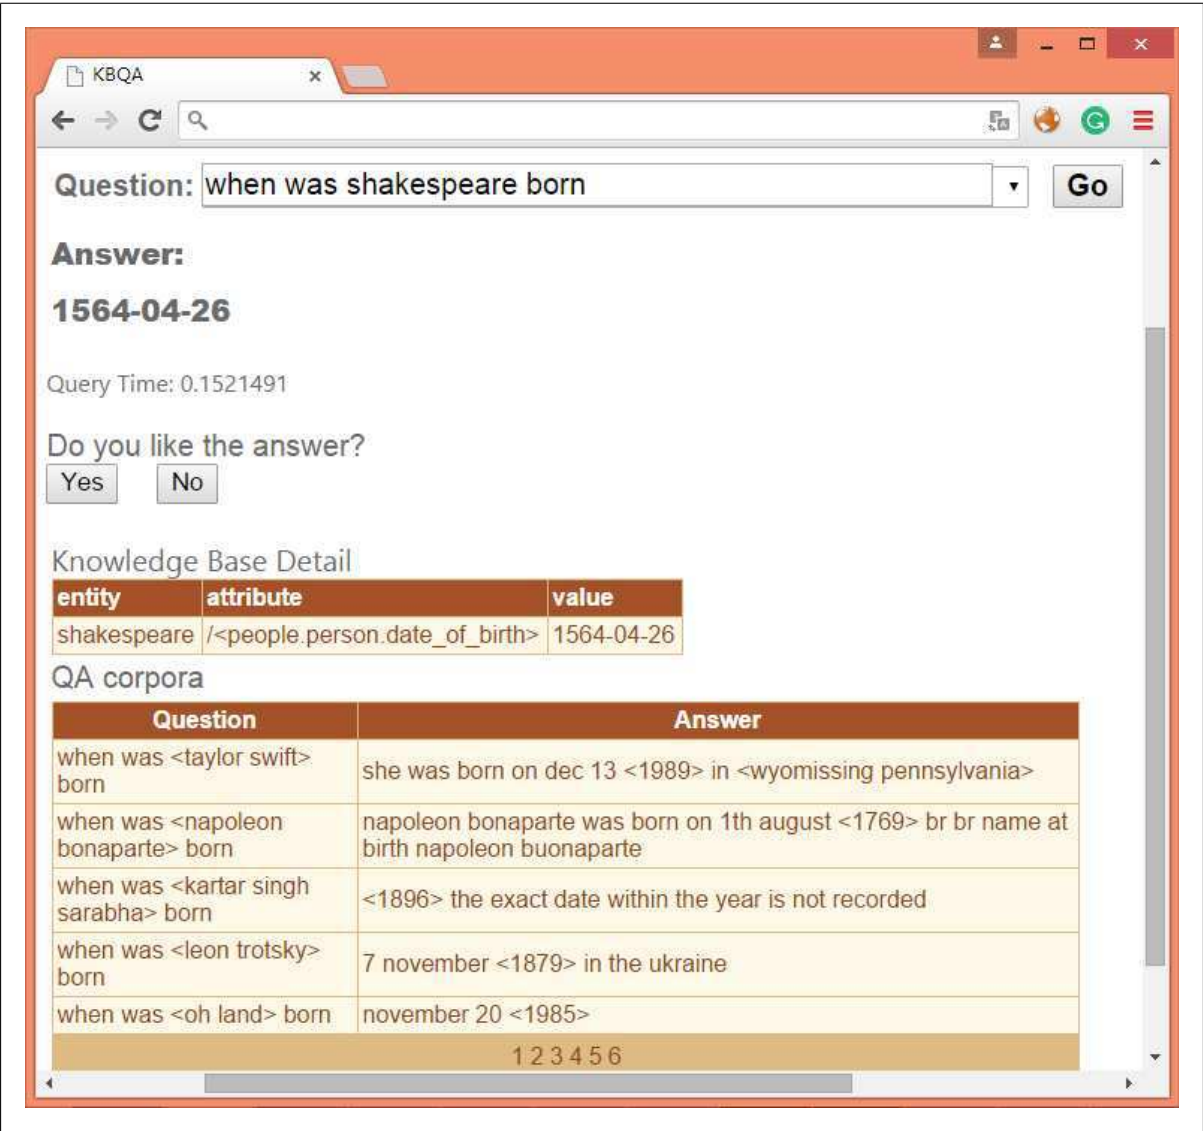 KBQA
Question: when was shakespeare born Go
Answer:
1564-04-26
Query Time: 0.1521491
Do you like the answer?
Yes No
Knowledge Base Detail
entity attribute value
shakespeare /<people.person.date_of_birth> 1564-04-26
QA corpora
Question Answer
when was <taylor swift>
born
she was born on dec 13 <1989> in <wyomissing pennsylvania>
when was <napoleon
bonaparte> born
napoleon bonaparte was born on 1th august <1769> br br name at
birth napoleon buonaparte
when was <kartar singh
sarabha> born
<1896> the exact date within the year is not recorded
when was <leon trotsky>
born
7 november <1879> in the ukraine
when was <oh land> born november 20 <1985>
1 2 3 4 5 6